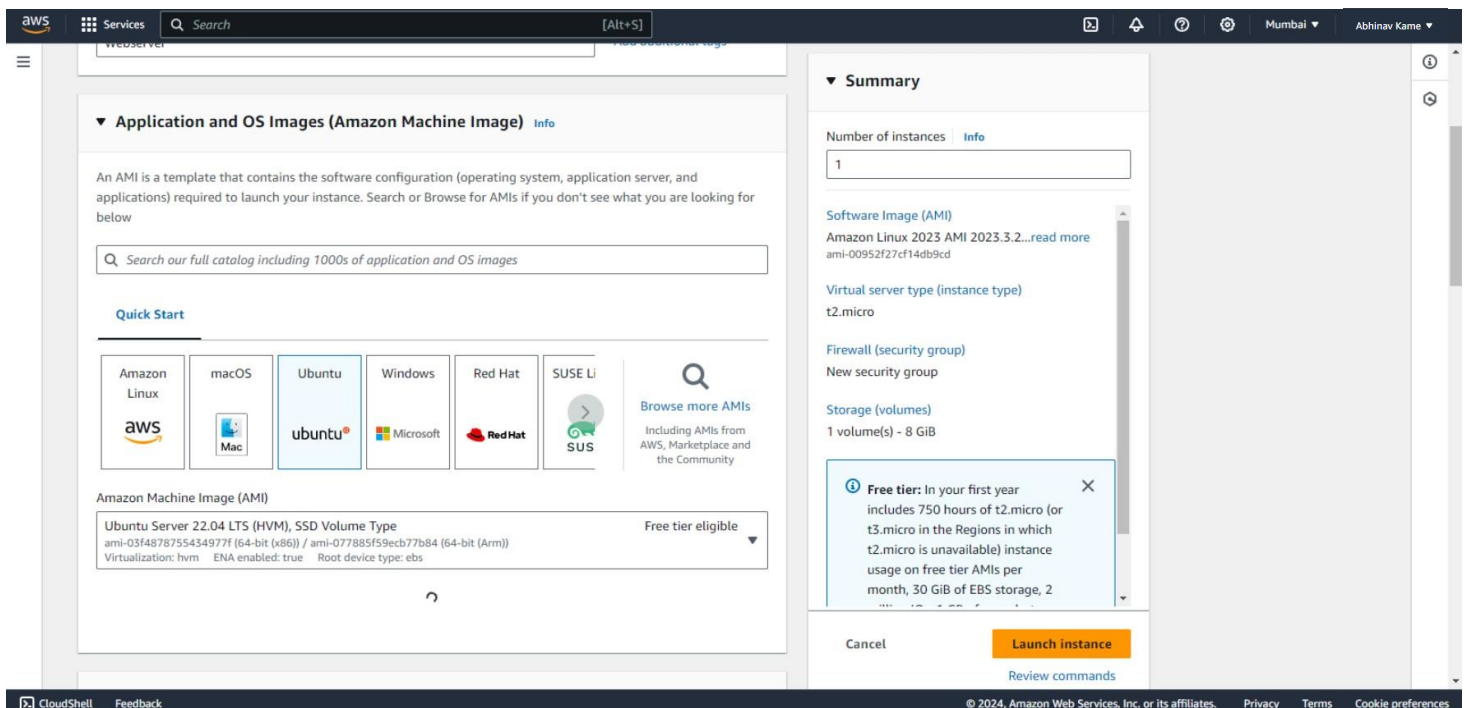 aws
Services
Search
[Alt+S]
Mumbai ▼
Abhinav Kame ▼
Webserver
Add additional tags
▼ Application and OS Images (Amazon Machine Image) Info
An AMI is a template that contains the software configuration (operating system, application server, and
applications) required to launch your instance. Search or Browse for AMIs if you don't see what you are looking for
below
Search our full catalog including 1000s of application and OS images
Quick Start
Amazon
Linux
aws
macOS
Mac
Ubuntu
ubuntu®
Windows
Microsoft
Red Hat
Red Hat
SUSE Li
SUS
Browse more AMIs
Including AMIs from
AWS, Marketplace and
the Community
Amazon Machine Image (AMI)
Ubuntu Server 22.04 LTS (HVM), SSD Volume Type
Free tier eligible
ami-03f4878755434977f (64-bit (x86)) / ami-077885f59ecb77b84 (64-bit (Arm))
Virtualization: hvm ENA enabled: true Root device type: ebs
▼ Summary
Number of instances Info
1
Software Image (AMI)
Amazon Linux 2023 AMI 2023.3.2...read more
ami-00952f27cf14db9cd
Virtual server type (instance type)
t2.micro
Firewall (security group)
New security group
Storage (volumes)
1 volume(s) - 8 GiB
Free tier: In your first year
includes 750 hours of t2.micro (or
t3.micro in the Regions in which
t2.micro is unavailable) instance
usage on free tier AMIs per
month, 30 GiB of EBS storage, 2
Cancel
Launch instance
Review commands
CloudShell
Feedback
© 2024, Amazon Web Services, Inc. or its affiliates.
Privacy
Terms
Cookie preferences